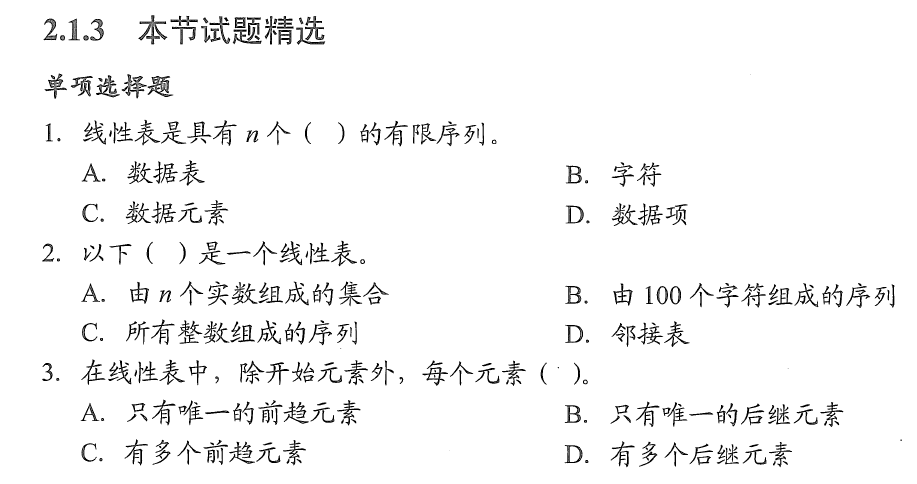 2.1.3 本节试题精选
单项选择题
1. 线性表是具有 n 个（ ）的有限序列。
A. 数据表 B. 字符
C. 数据元素 D. 数据项
2. 以下（ ）是一个线性表。
A. 由 n 个实数组成的集合 B. 由 100 个字符组成的序列
C. 所有整数组成的序列 D. 邻接表
3. 在线性表中，除开始元素外，每个元素（ ）。
A. 只有唯一的前趋元素 B. 只有唯一的后继元素
C. 有多个前趋元素 D. 有多个后继元素